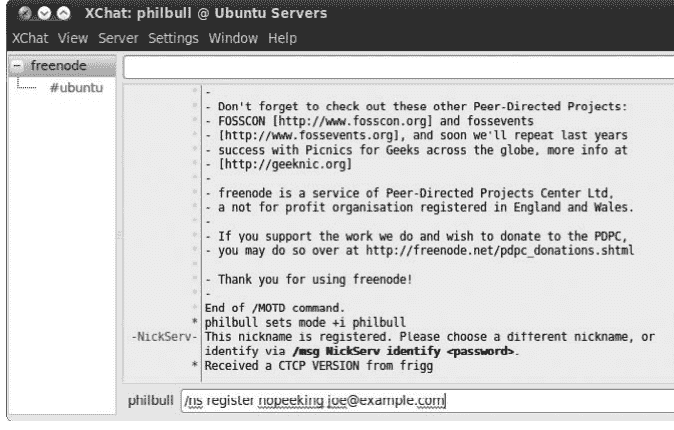 XChat: philbull @ Ubuntu Servers
XChat View Server Settings Window Help
freenode
#ubuntu
* -
* - Don't forget to check out these other Peer-Directed Projects:
* - FOSSCON [http://www.fosscon.org] and fossevents
* - [http://www.fossevents.org], and soon we'll repeat last years
* - success with Picnics for Geeks across the globe, more info at
* - [http://geeknic.org]
* -
* - freenode is a service of Peer-Directed Projects Center Ltd,
* - a not for profit organisation registered in England and Wales.
* -
* - If you support the work we do and wish to donate to the PDPC,
* - you may do so over at http://freenode.net/pdpc_donations.shtml
*
* - Thank you for using freenode!
* -
* End of /MOTD command.
* philbull sets mode +i philbull
-NickServ- This nickname is registered. Please choose a different nickname, or
identify via /msg NickServ identify <password>.
* Received a CTCP VERSION from frigg
philbull /ns register nopeeking joe@example.com